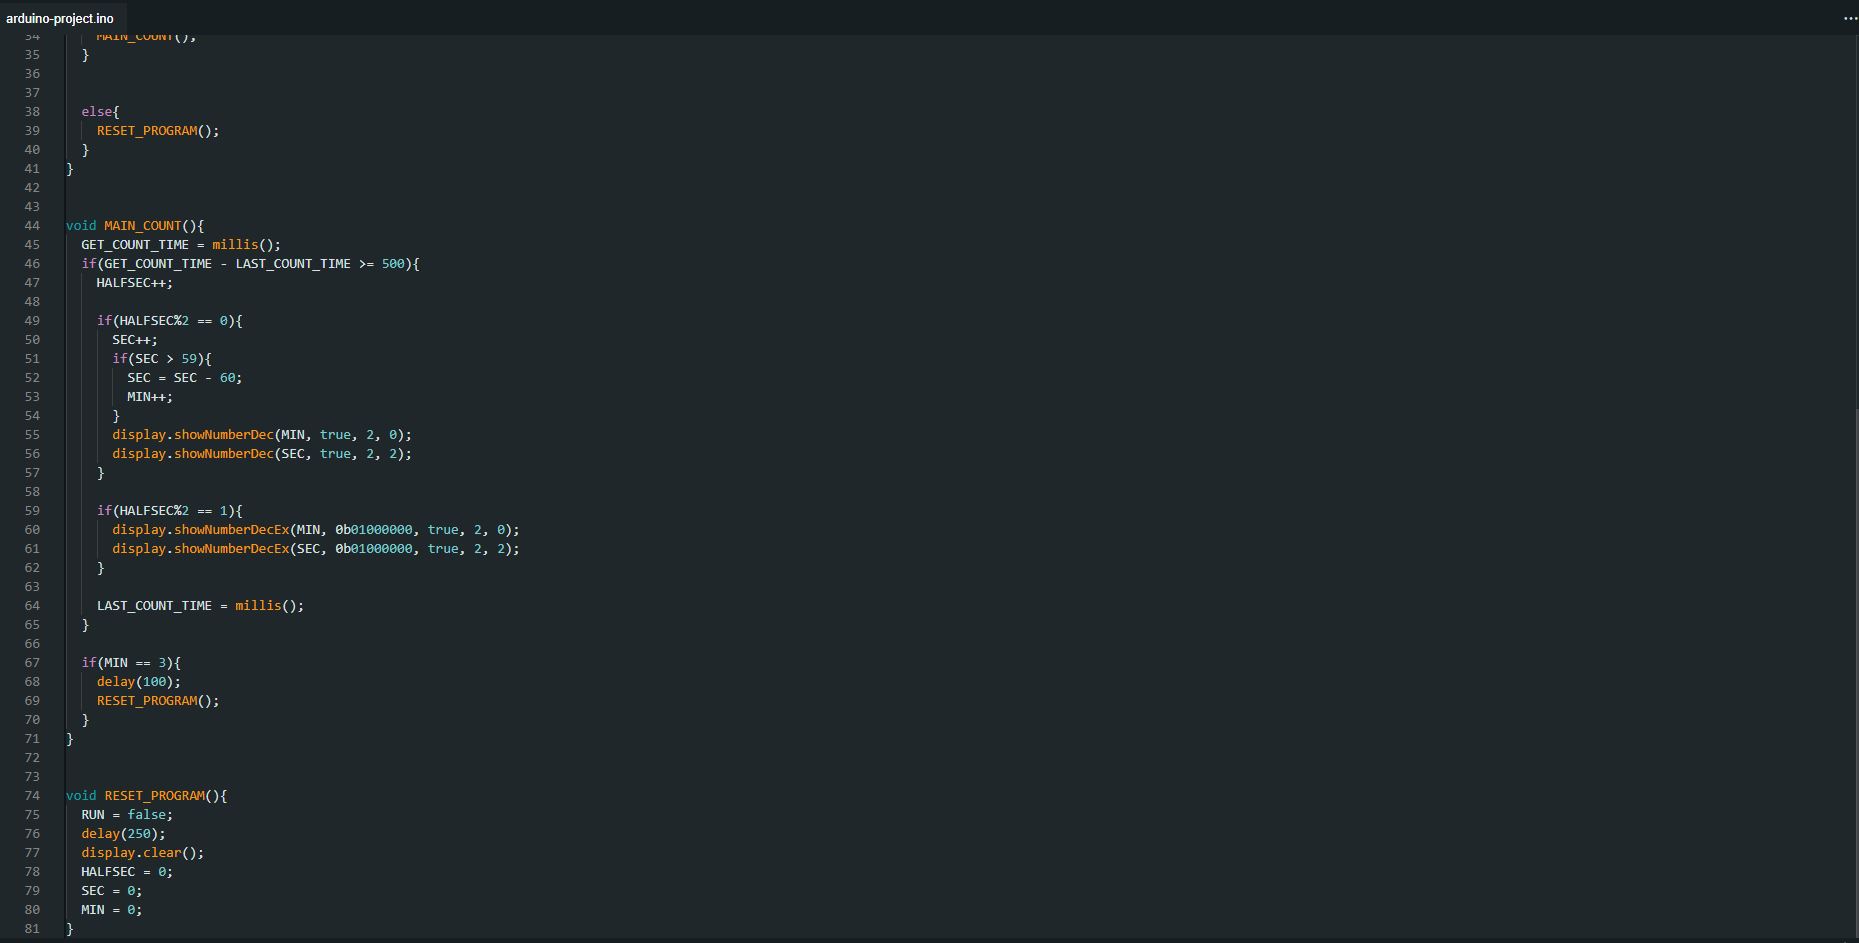 arduino-project.ino
34 MAIN_COUNT();
35 }
36
37
38 else{
39 RESET_PROGRAM();
40 }
41 }
42
43
44 void MAIN_COUNT(){
45 GET_COUNT_TIME = millis();
46 if(GET_COUNT_TIME - LAST_COUNT_TIME >= 500){
47 HALFSEC++;
48
49 if(HALFSEC%2 == 0){
50 SEC++;
51 if(SEC > 59){
52 SEC = SEC - 60;
53 MIN++;
54 }
55 display.showNumberDec(MIN, true, 2, 0);
56 display.showNumberDec(SEC, true, 2, 2);
57 }
58
59 if(HALFSEC%2 == 1){
60 display.showNumberDecEx(MIN, 0b01000000, true, 2, 0);
61 display.showNumberDecEx(SEC, 0b01000000, true, 2, 2);
62 }
63
64 LAST_COUNT_TIME = millis();
65 }
66
67 if(MIN == 3){
68 delay(100);
69 RESET_PROGRAM();
70 }
71 }
72
73
74 void RESET_PROGRAM(){
75 RUN = false;
76 delay(250);
77 display.clear();
78 HALFSEC = 0;
79 SEC = 0;
80 MIN = 0;
81 }